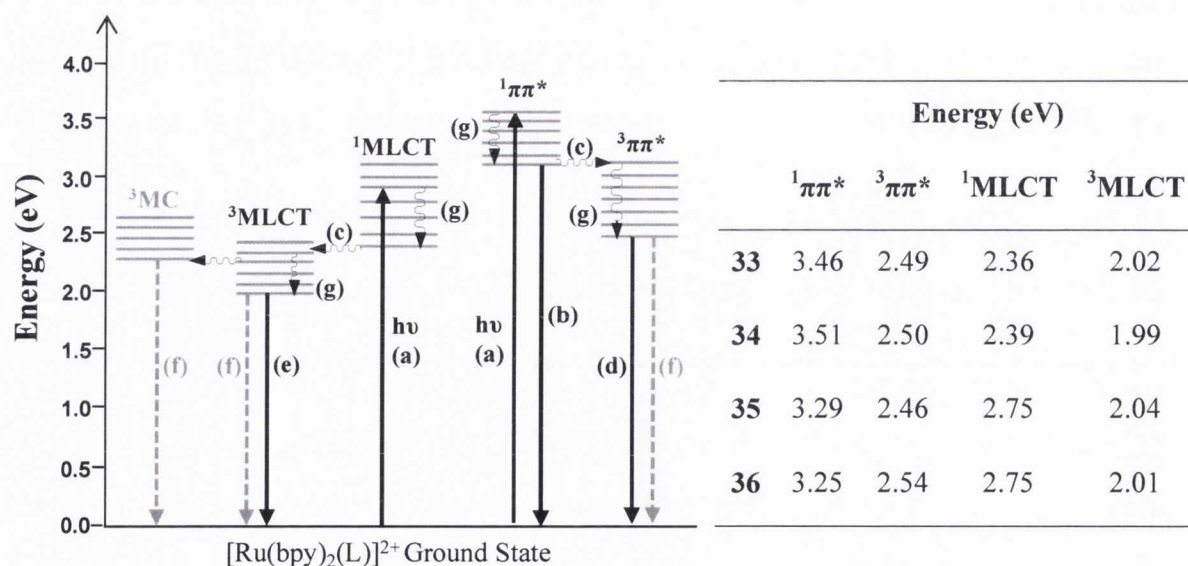 4.0
3.5
3.0
2.5
2.0
1.5
1.0
0.5
0.0
Energy (eV)
³MC
³MLCT
¹MLCT
¹ππ*
³ππ*
(g)
(c)
(g)
(c)
(g)
(g)
hυ
(a)
hυ
(a)
(b)
(f)
(f)
(e)
(d)
(f)
[Ru(bpy)₂(L)]²⁺ Ground State
Energy (eV)
¹ππ* ³ππ* ¹MLCT ³MLCT
33 3.46 2.49 2.36 2.02
34 3.51 2.50 2.39 1.99
35 3.29 2.46 2.75 2.04
36 3.25 2.54 2.75 2.01